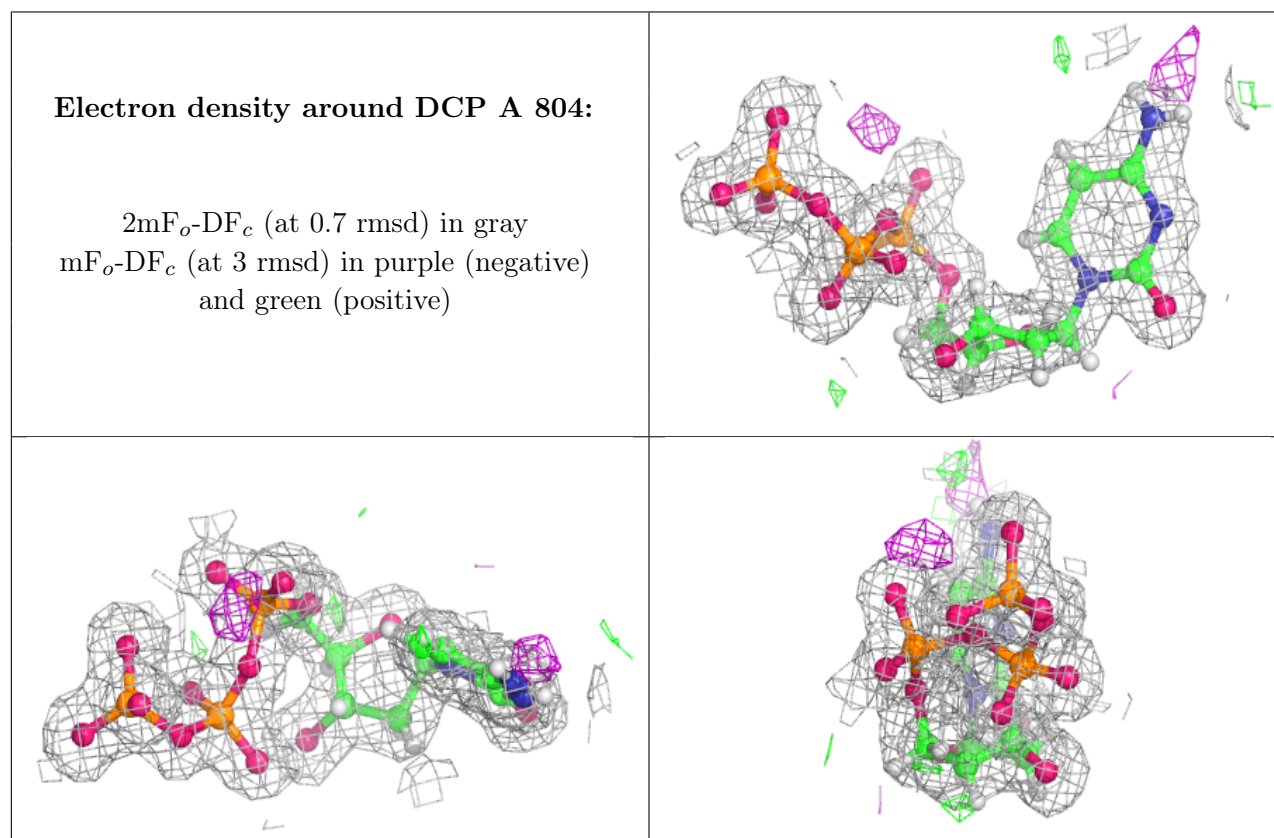 Electron density around DCP A 804:
2mFo-DFc (at 0.7 rmsd) in gray
mFo-DFc (at 3 rmsd) in purple (negative)
and green (positive)